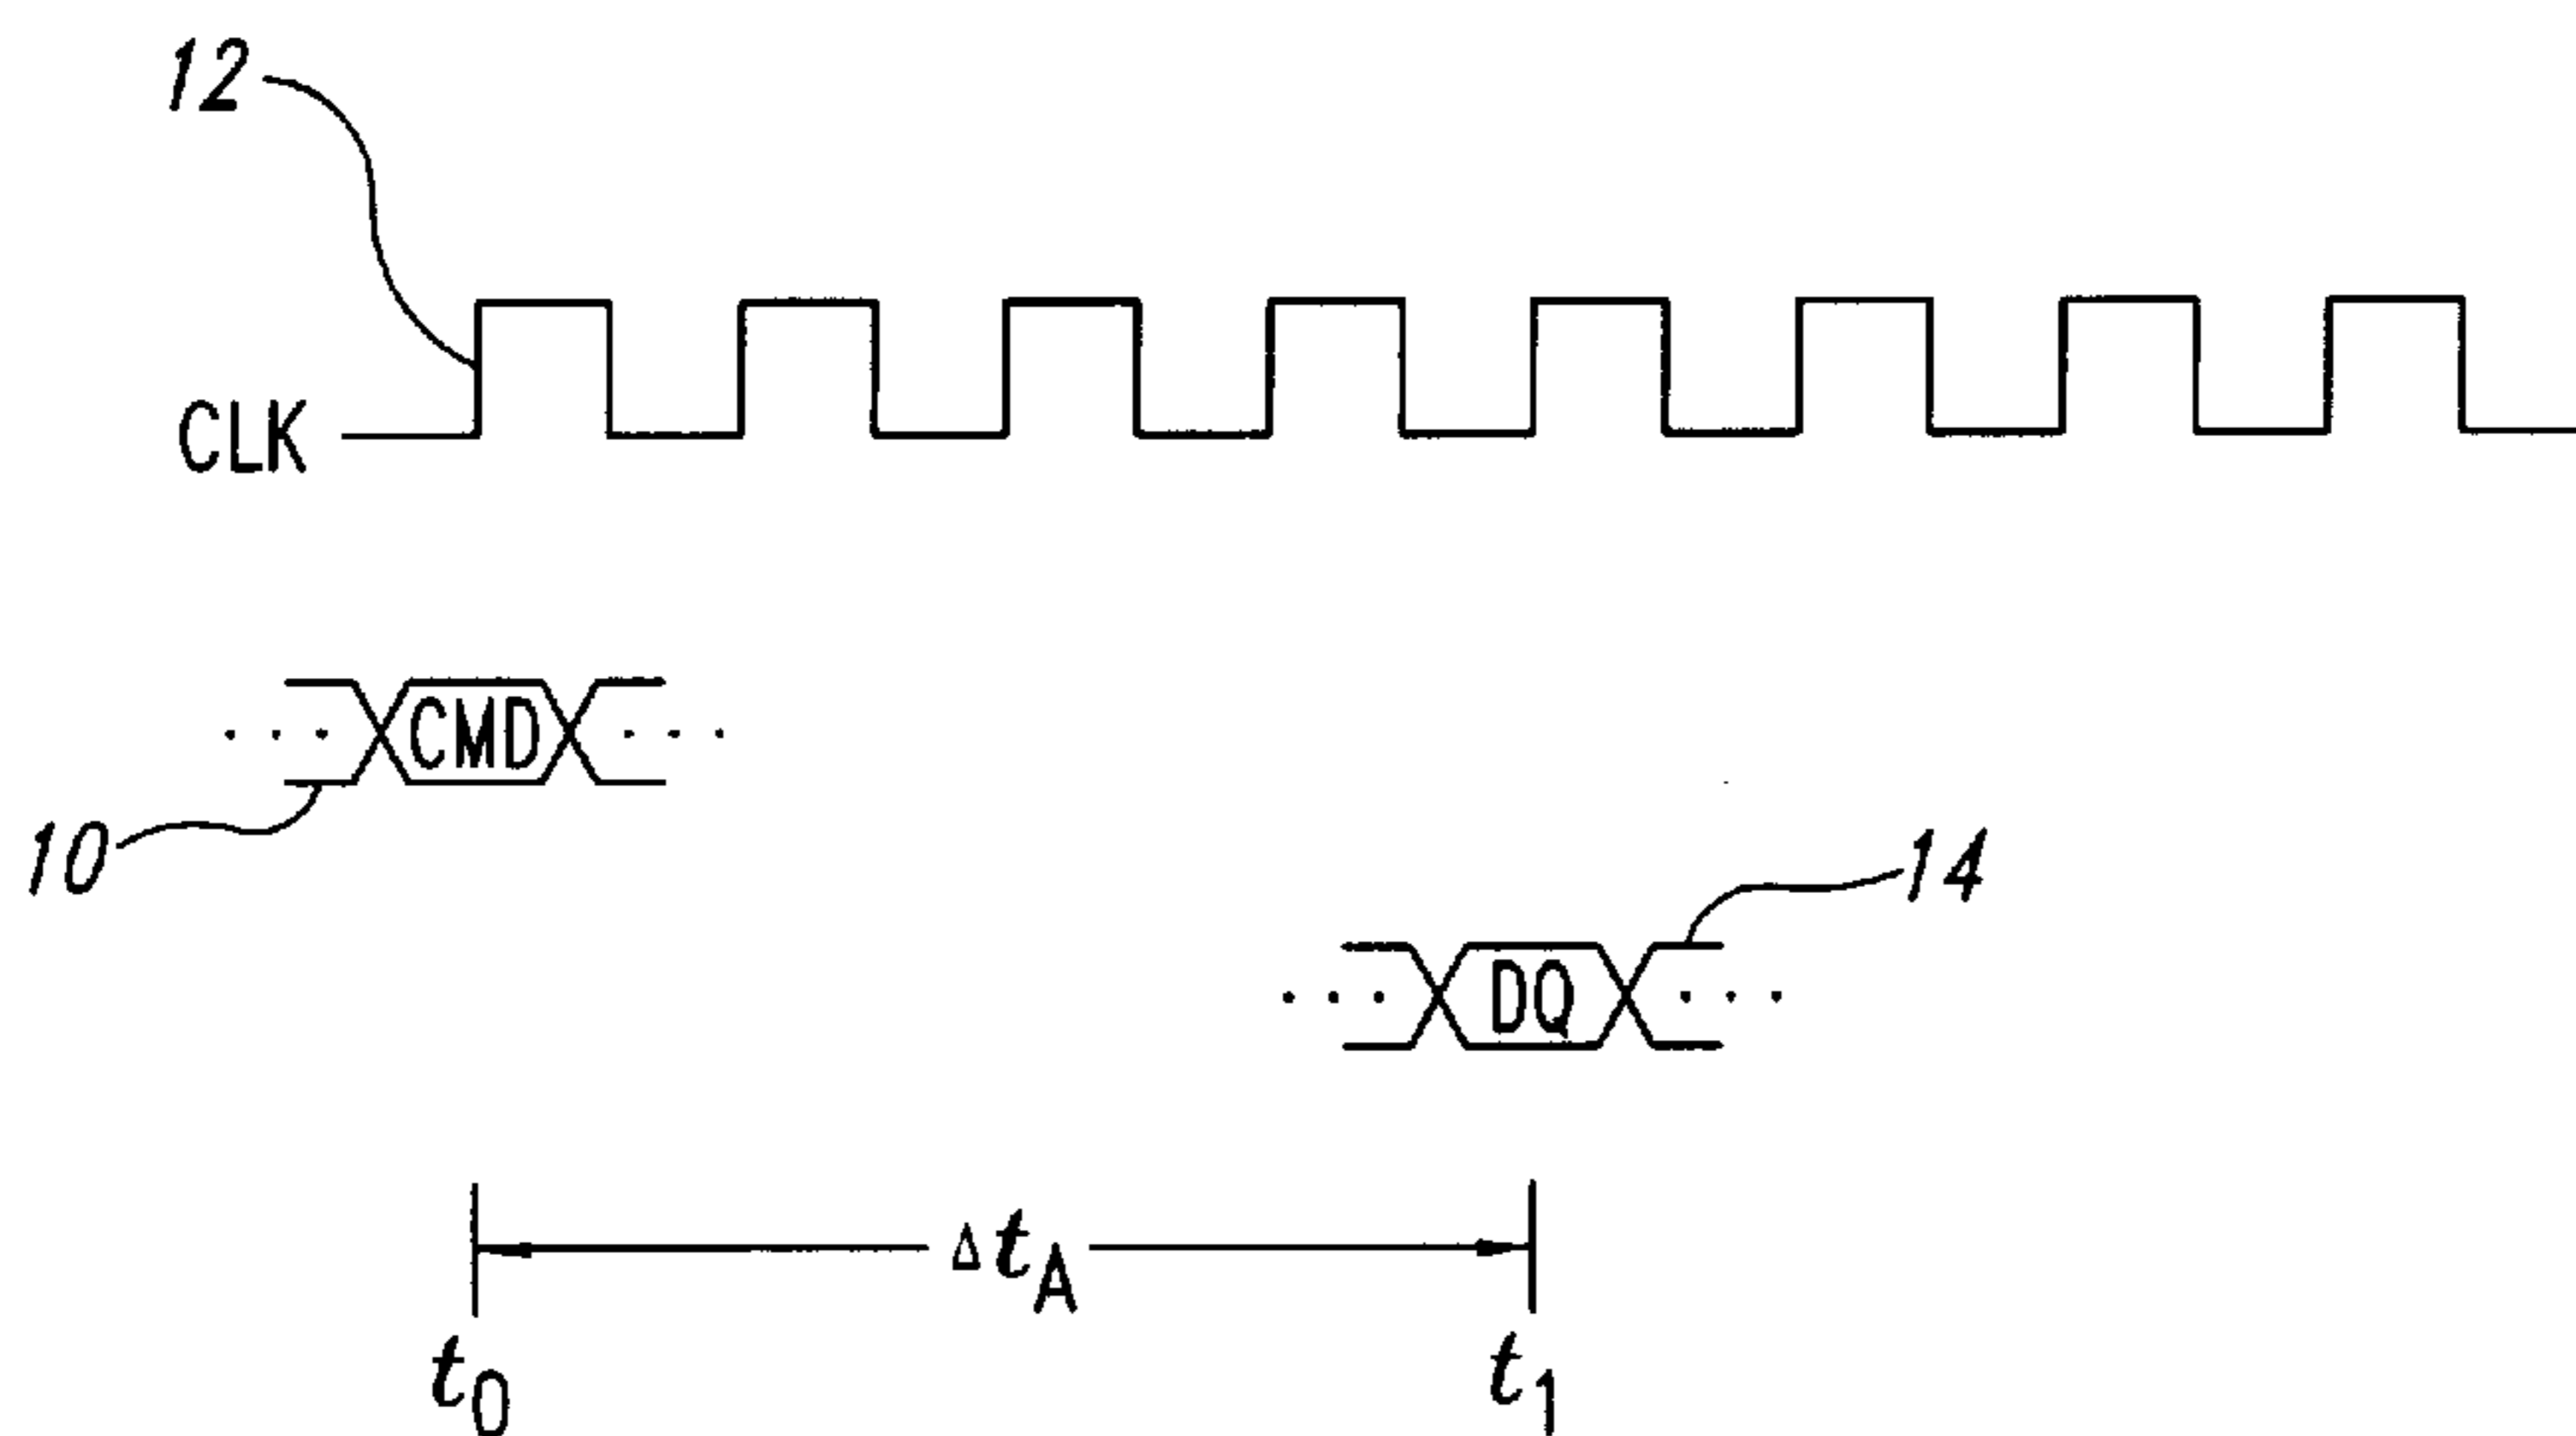 12
CLK
. . . CMD . . .
10
14
. . . DQ . . .
Δt_A
t_0
t_1